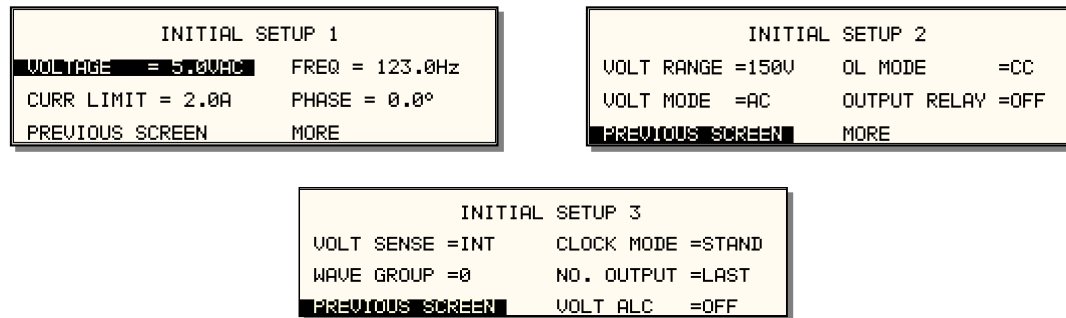 INITIAL SETUP 1
VOLTAGE = 5.0VAC FREQ = 123.0Hz
CURR LIMIT = 2.0A PHASE = 0.0°
PREVIOUS SCREEN MORE
INITIAL SETUP 2
VOLT RANGE =150V OL MODE =CC
VOLT MODE =AC OUTPUT RELAY =OFF
PREVIOUS SCREEN MORE
INITIAL SETUP 3
VOLT SENSE =INT CLOCK MODE =STAND
WAVE GROUP =0 NO. OUTPUT =LAST
PREVIOUS SCREEN VOLT ALC =OFF